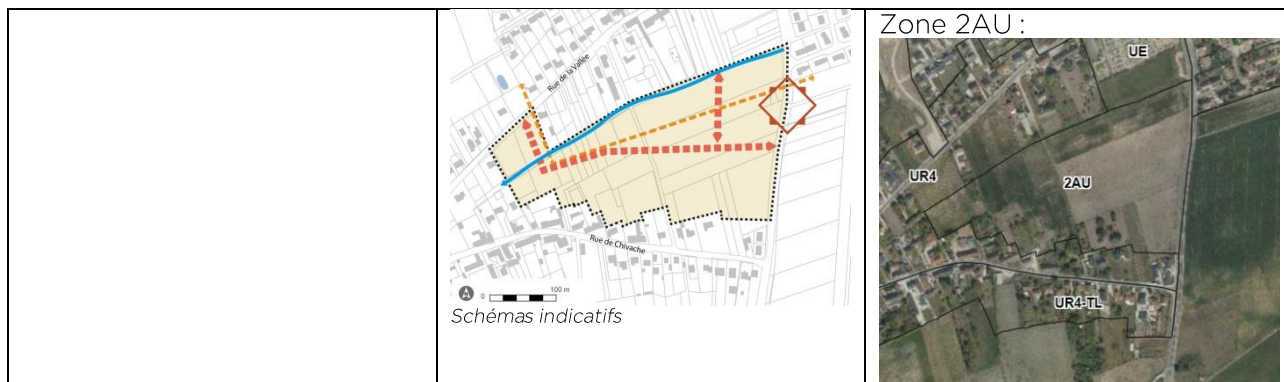 Rue de la Vallée
Rue de Chivache
0 100 m
Schémas indicatifs
Zone 2AU :
UE
UR4
2AU
UR4-TL